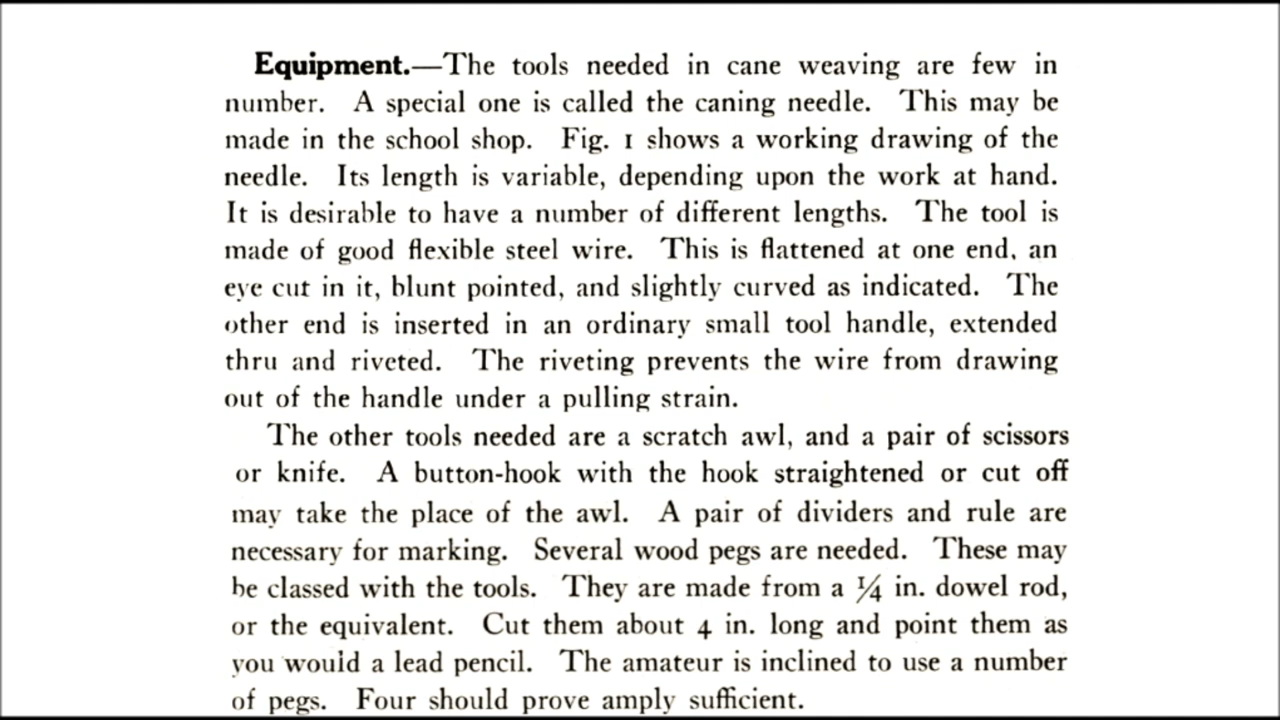 Equipment.—The tools needed in cane weaving are few in
number. A special one is called the caning needle. This may be
made in the school shop. Fig. 1 shows a working drawing of the
needle. Its length is variable, depending upon the work at hand.
It is desirable to have a number of different lengths. The tool is
made of good flexible steel wire. This is flattened at one end, an
eye cut in it, blunt pointed, and slightly curved as indicated. The
other end is inserted in an ordinary small tool handle, extended
thru and riveted. The riveting prevents the wire from drawing
out of the handle under a pulling strain.
The other tools needed are a scratch awl, and a pair of scissors
or knife. A button-hook with the hook straightened or cut off
may take the place of the awl. A pair of dividers and rule are
necessary for marking. Several wood pegs are needed. These may
be classed with the tools. They are made from a ¼ in. dowel rod,
or the equivalent. Cut them about 4 in. long and point them as
you would a lead pencil. The amateur is inclined to use a number
of pegs. Four should prove amply sufficient.